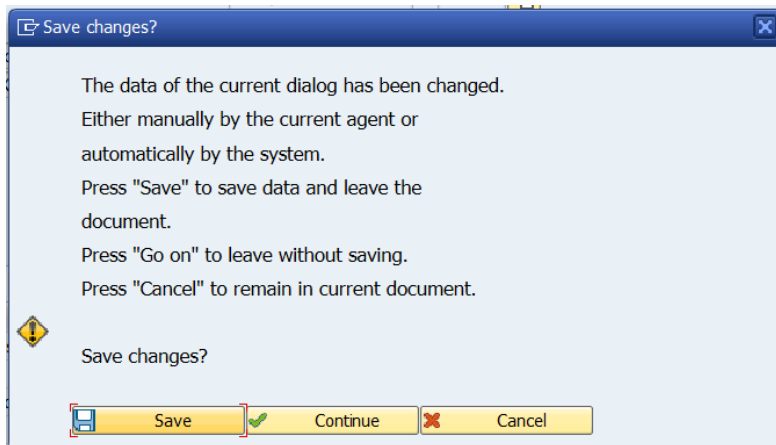 Save changes?
The data of the current dialog has been changed.
Either manually by the current agent or
automatically by the system.
Press "Save" to save data and leave the
document.
Press "Go on" to leave without saving.
Press "Cancel" to remain in current document.
Save changes?
Save Continue Cancel